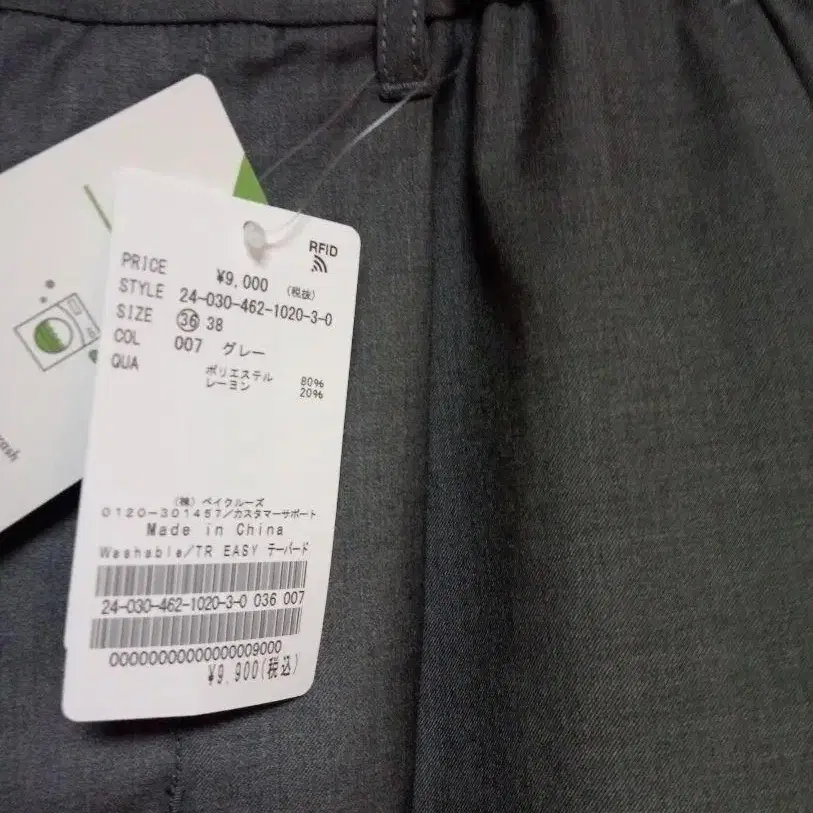 RFID
PRICE ¥9,000 (税抜)
STYLE 24-030-462-1020-3-0
SIZE 36 38
COL 007 グレー
QUA ポリエステル 80%
レーヨン 20%
(株) ベイクルーズ
0120-301457/カスタマーサポート
Made in China
Washable/TR EASY テーパード
24-030-462-1020-3-0 036 007
00000000000000009000
¥9,900(税込)